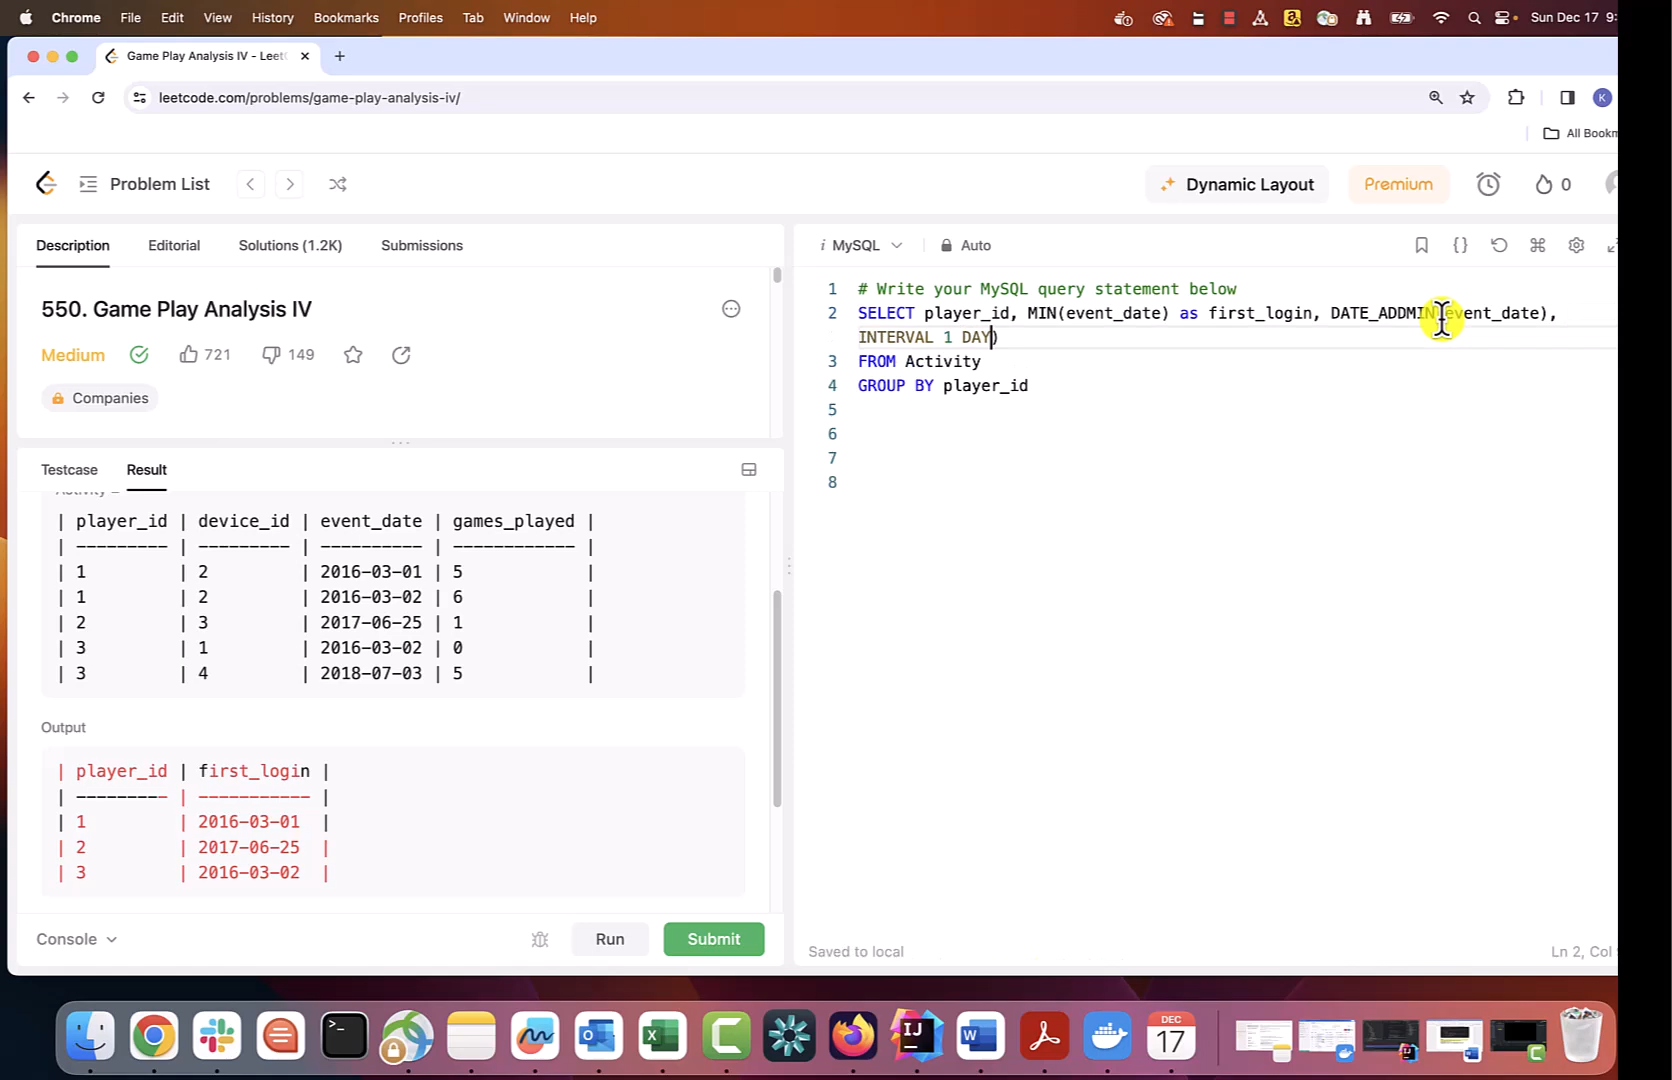 Chrome File Edit View History Bookmarks Profiles Tab Window Help
Sun Dec 17 9:
Game Play Analysis IV - LeetC
leetcode.com/problems/game-play-analysis-iv/
K
All Bookm
Problem List
Dynamic Layout
Premium
0
Description Editorial Solutions (1.2K) Submissions
550. Game Play Analysis IV
Medium 721 149
Companies
Testcase Result
Activity =
| player_id | device_id | event_date | games_played |
| --------- | --------- | ---------- | ------------ |
| 1 | 2 | 2016-03-01 | 5 |
| 1 | 2 | 2016-03-02 | 6 |
| 2 | 3 | 2017-06-25 | 1 |
| 3 | 1 | 2016-03-02 | 0 |
| 3 | 4 | 2018-07-03 | 5 |
Output
| player_id | first_login |
| --------- | ----------- |
| 1 | 2016-03-01 |
| 2 | 2017-06-25 |
| 3 | 2016-03-02 |
Console Run Submit
i MySQL Auto
1 # Write your MySQL query statement below
2 SELECT player_id, MIN(event_date) as first_login, DATE_ADDMIN(event_date),
INTERVAL 1 DAY)
3 FROM Activity
4 GROUP BY player_id
5
6
7
8
Saved to local
Ln 2, Col
DEC
17
IJ
W